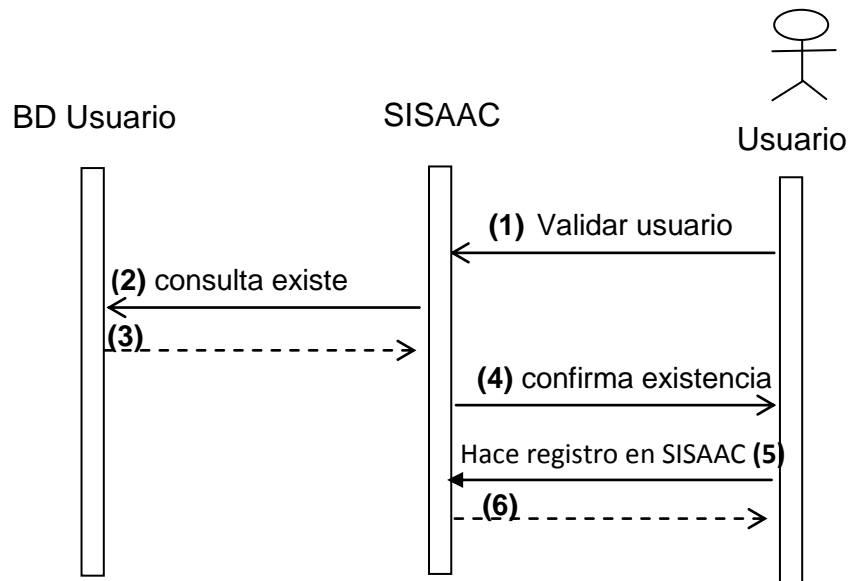 BD Usuario
SISAAC
Usuario
(1) Validar usuario
(2) consulta existe
(3)
(4) confirma existencia
Hace registro en SISAAC (5)
(6)